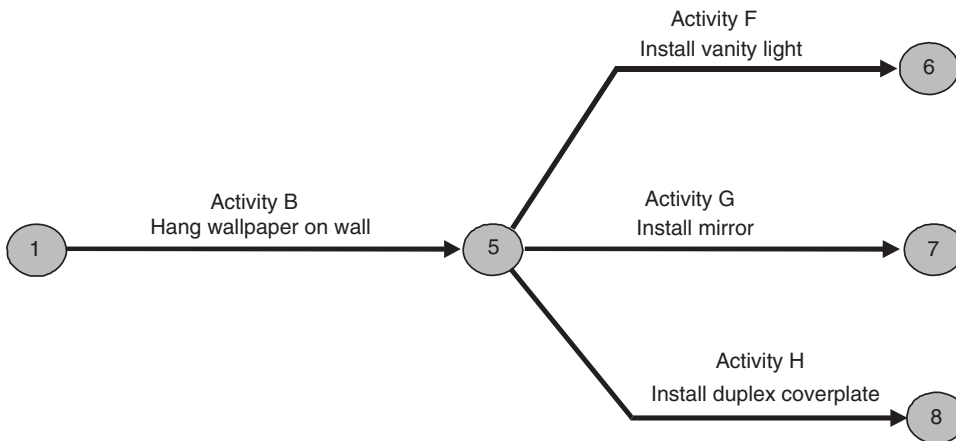 Activity F
Install vanity light
6
Activity B
Hang wallpaper on wall
Activity G
Install mirror
1
5
7
Activity H
Install duplex coverplate
8